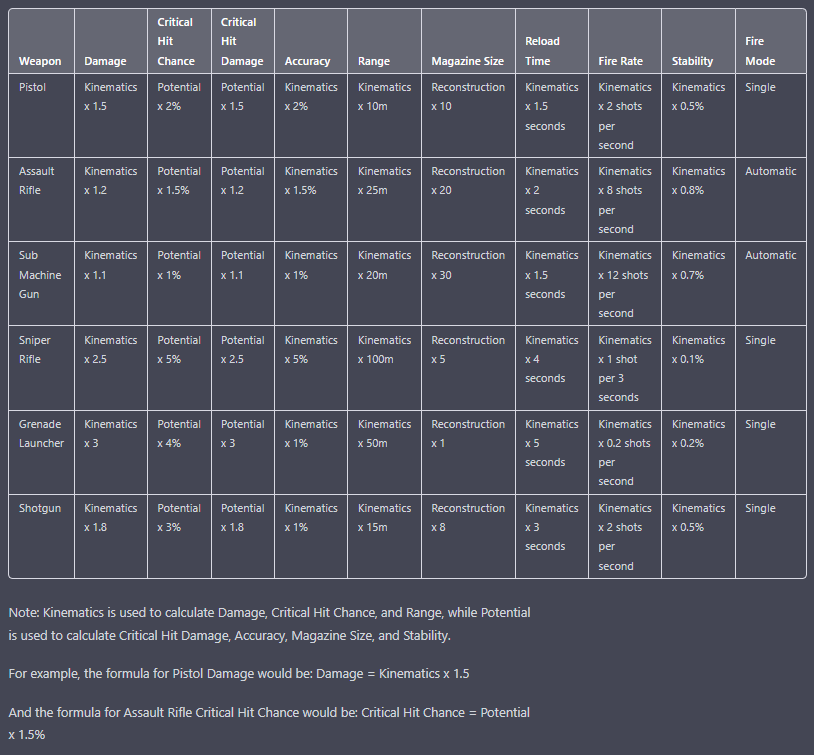 Weapon Damage Critical Hit Chance Critical Hit Damage Accuracy Range Magazine Size Reload Time Fire Rate Stability Fire Mode
Pistol Kinematics x 1.5 Potential x 2% Potential x 1.5 Kinematics x 2% Kinematics x 10m Reconstruction x 10 Kinematics x 1.5 seconds Kinematics x 2 shots per second Kinematics x 0.5% Single
Assault Rifle Kinematics x 1.2 Potential x 1.5% Potential x 1.2 Kinematics x 1.5% Kinematics x 25m Reconstruction x 20 Kinematics x 2 seconds Kinematics x 8 shots per second Kinematics x 0.8% Automatic
Sub Machine Gun Kinematics x 1.1 Potential x 1% Potential x 1.1 Kinematics x 1% Kinematics x 20m Reconstruction x 30 Kinematics x 1.5 seconds Kinematics x 12 shots per second Kinematics x 0.7% Automatic
Sniper Rifle Kinematics x 2.5 Potential x 5% Potential x 2.5 Kinematics x 5% Kinematics x 100m Reconstruction x 5 Kinematics x 4 seconds Kinematics x 1 shot per 3 seconds Kinematics x 0.1% Single
Grenade Launcher Kinematics x 3 Potential x 4% Potential x 3 Kinematics x 1% Kinematics x 50m Reconstruction x 1 Kinematics x 5 seconds Kinematics x 0.2 shots per second Kinematics x 0.2% Single
Shotgun Kinematics x 1.8 Potential x 3% Potential x 1.8 Kinematics x 1% Kinematics x 15m Reconstruction x 8 Kinematics x 3 seconds Kinematics x 2 shots per second Kinematics x 0.5% Single
Note: Kinematics is used to calculate Damage, Critical Hit Chance, and Range, while Potential
is used to calculate Critical Hit Damage, Accuracy, Magazine Size, and Stability.
For example, the formula for Pistol Damage would be: Damage = Kinematics x 1.5
And the formula for Assault Rifle Critical Hit Chance would be: Critical Hit Chance = Potential
x 1.5%